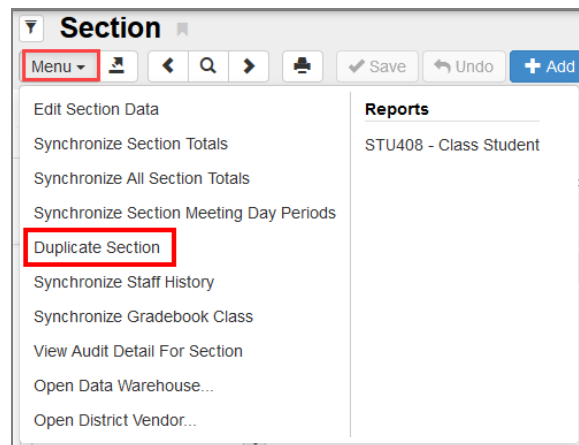 Section
Menu
Save
Undo
Add
Edit Section Data
Synchronize Section Totals
Synchronize All Section Totals
Synchronize Section Meeting Day Periods
Duplicate Section
Synchronize Staff History
Synchronize Gradebook Class
View Audit Detail For Section
Open Data Warehouse...
Open District Vendor...
Reports
STU408 - Class Student